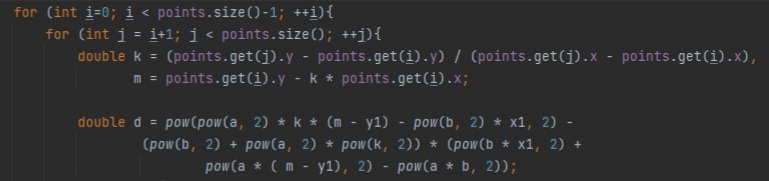 for (int i=0; i < points.size()-1; ++i){
for (int j = i+1; j < points.size(); ++j){
double k = (points.get(j).y - points.get(i).y) / (points.get(j).x - points.get(i).x),
m = points.get(i).y - k * points.get(i).x;
double d = pow(pow(a, 2) * k * (m - y1) - pow(b, 2) * x1, 2) -
(pow(b, 2) + pow(a, 2) * pow(k, 2)) * (pow(b * x1, 2) +
pow(a * ( m - y1), 2) - pow(a * b, 2));